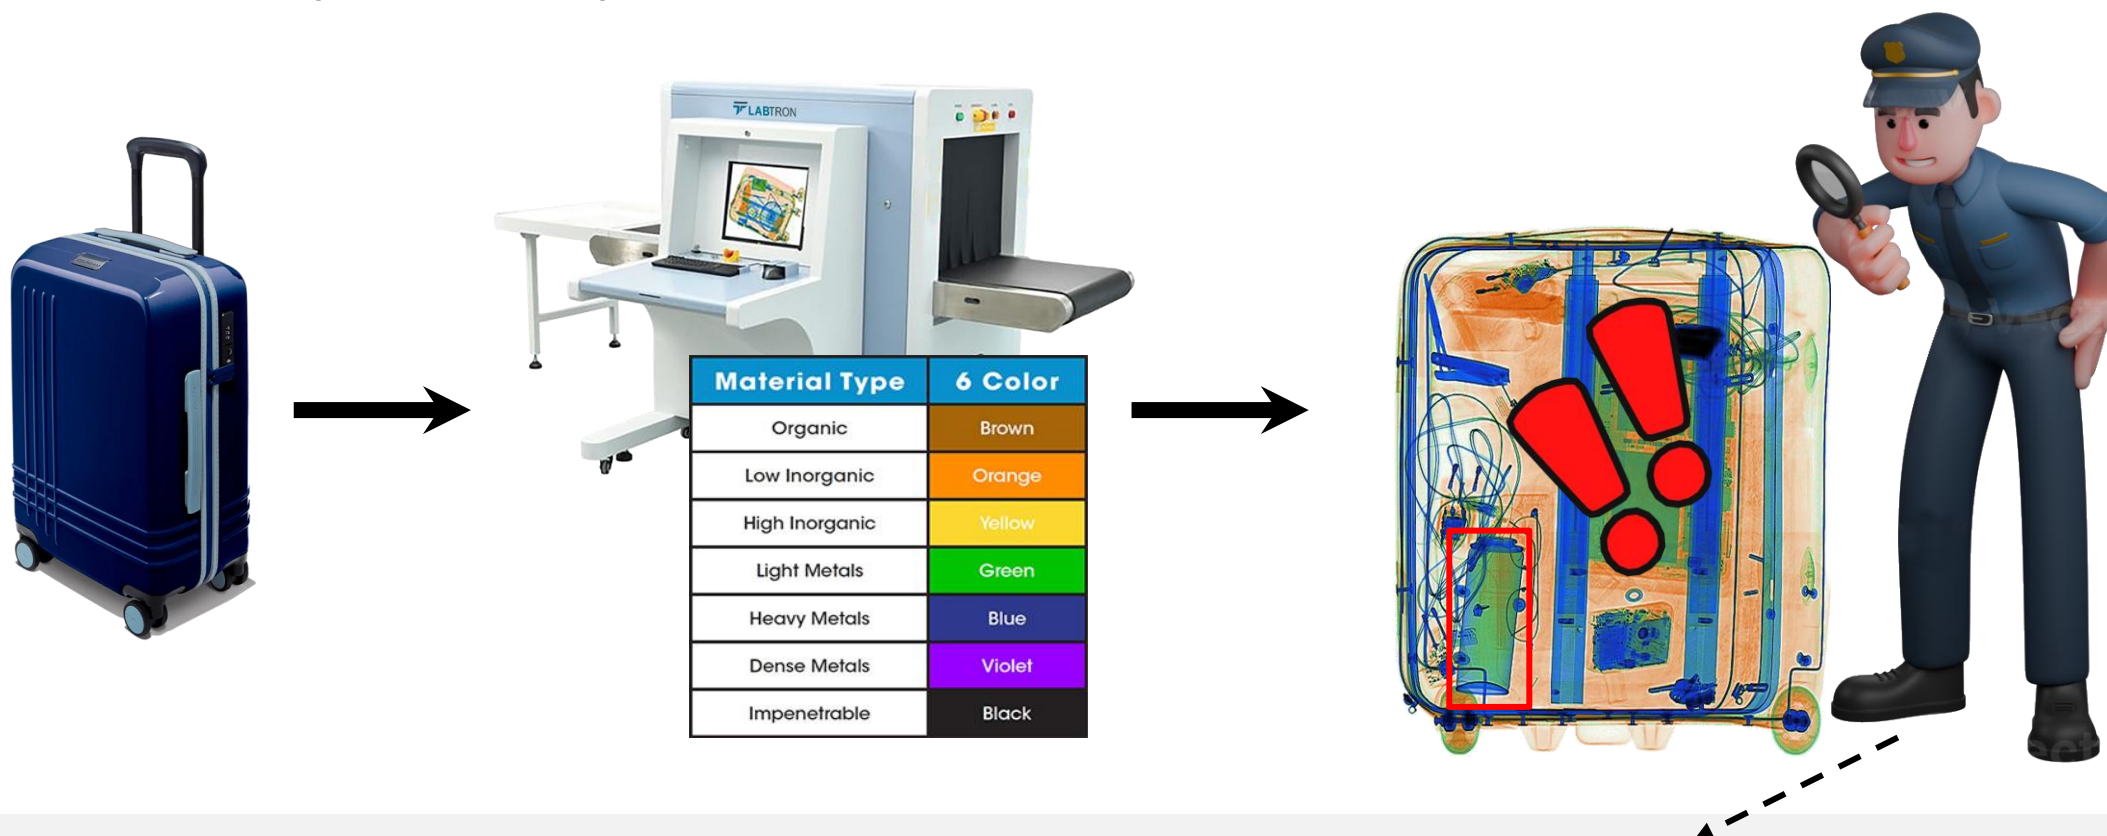 LABTRON
Material Type 6 Color
Organic Brown
Low Inorganic Orange
High Inorganic Yellow
Light Metals Green
Heavy Metals Blue
Dense Metals Violet
Impenetrable Black